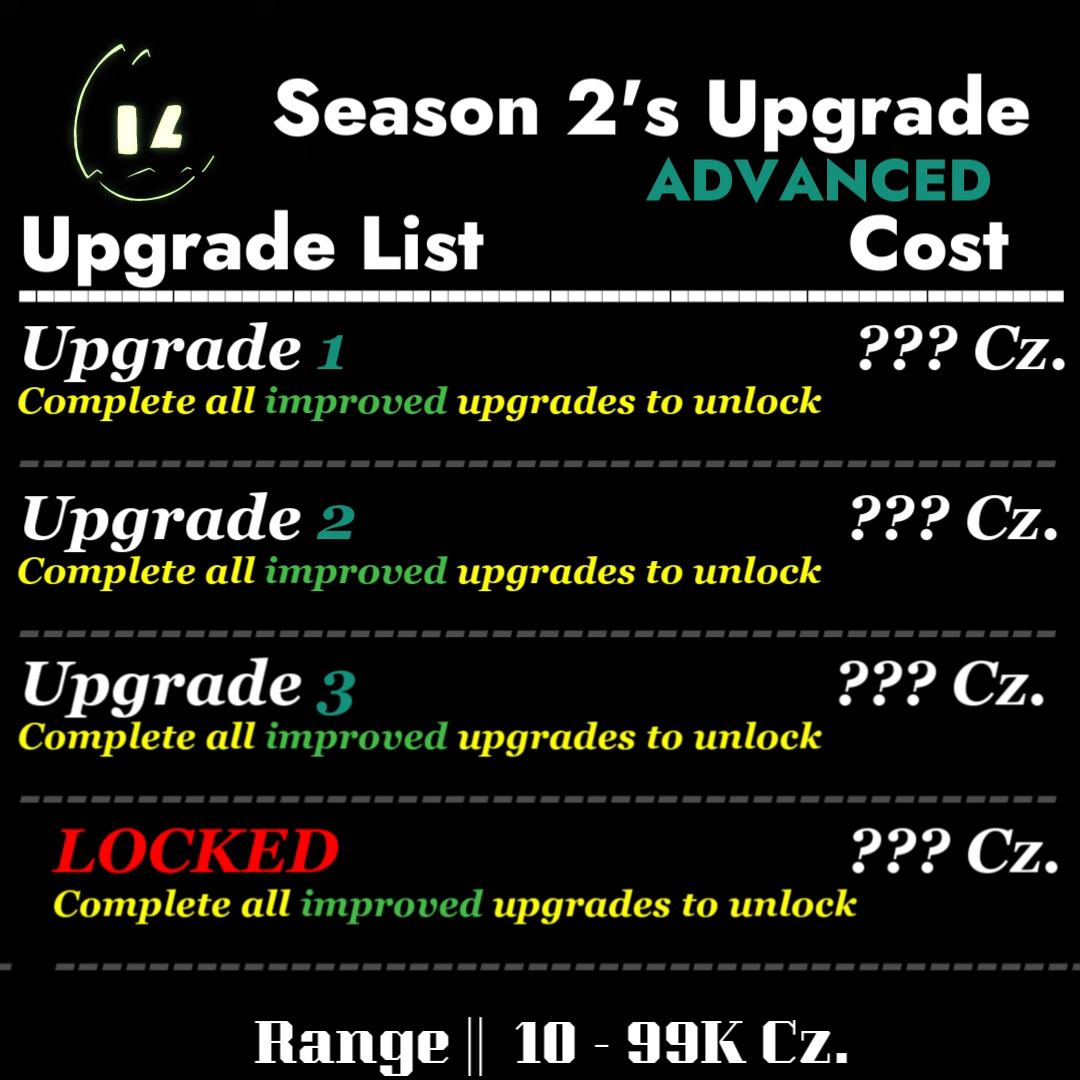 Season 2's Upgrade
ADVANCED
Upgrade List Cost
Upgrade 1 ??? Cz.
Complete all improved upgrades to unlock
Upgrade 2 ??? Cz.
Complete all improved upgrades to unlock
Upgrade 3 ??? Cz.
Complete all improved upgrades to unlock
LOCKED ??? Cz.
Complete all improved upgrades to unlock
Range || 10 - 99K Cz.